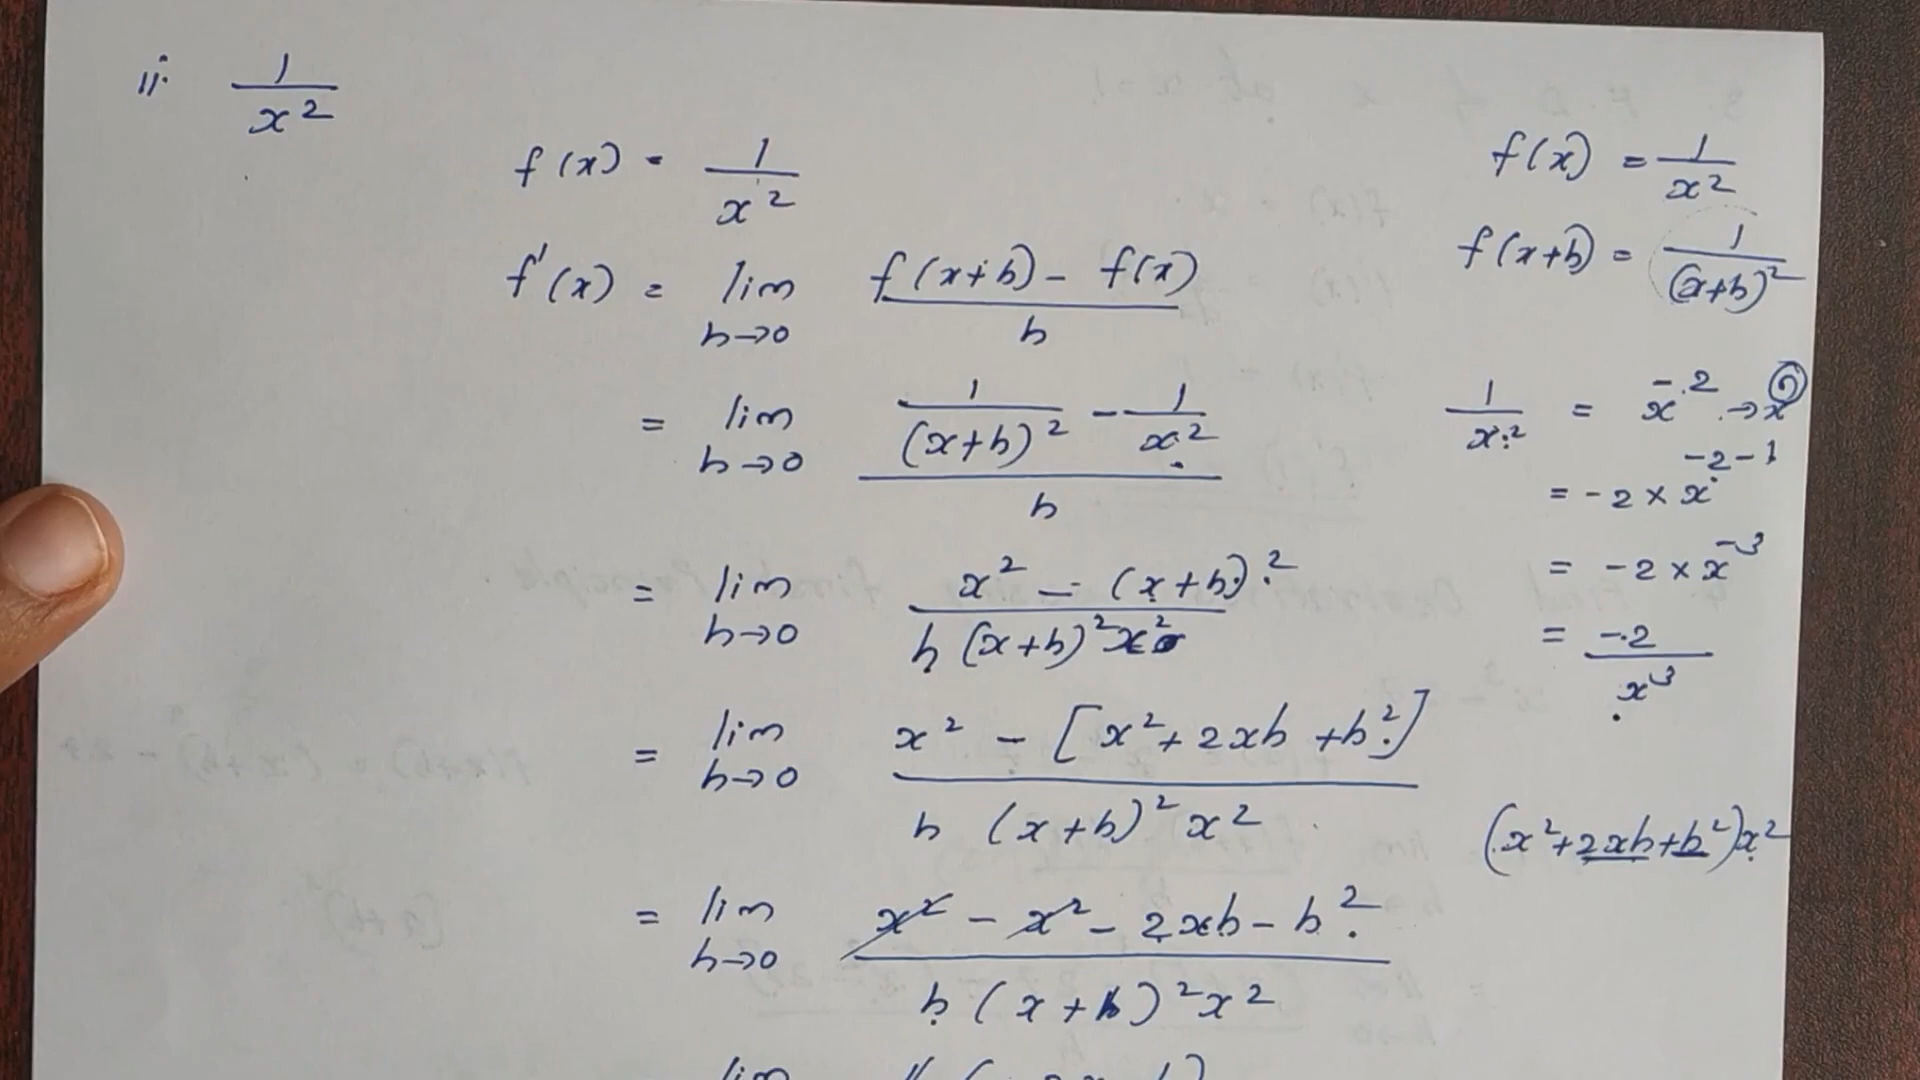 ii. 1/x²
f(x) = 1/x²
f'(x) = lim h→0 (f(x+h) - f(x))/h
= lim h→0 (1/(x+h)² - 1/x²)/h
= lim h→0 (x² - (x+h)²)/(h(x+h)²x²)
= lim h→0 (x² - [x² + 2xh + h²])/(h(x+h)²x²)
= lim h→0 (x² - x² - 2xh - h²)/(h(x+h)²x²)
lim
f(x) = 1/x²
f(x+h) = 1/(x+h)²
1/x² = x⁻² → xⁿ
= -2 × x⁻²⁻¹
= -2 × x⁻³
= -2/x³
(x² + 2xh + h²)x²